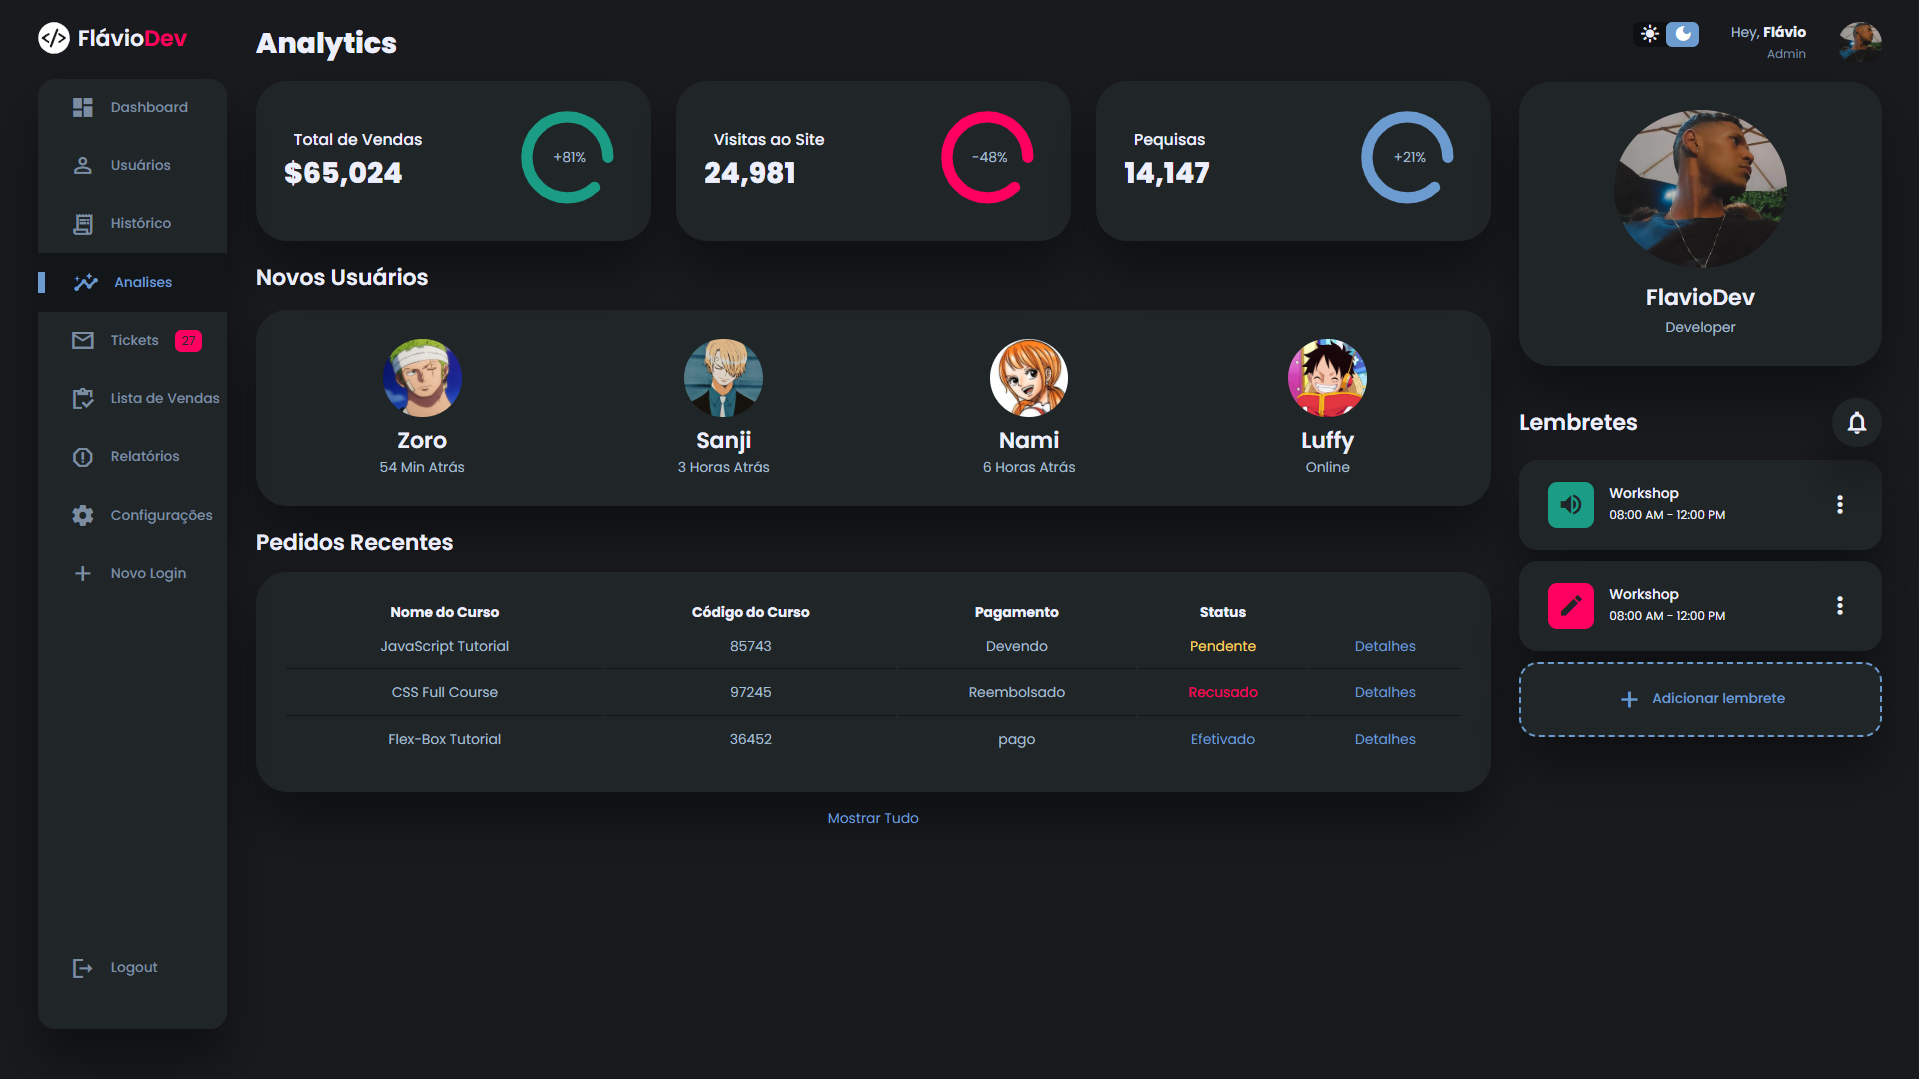 FlávioDev
Dashboard
Usuários
Histórico
Analises
Tickets 27
Lista de Vendas
Relatórios
Configurações
Novo Login
Logout
Analytics
Total de Vendas
$65,024
+81%
Visitas ao Site
24,981
-48%
Pequisas
14,147
+21%
Novos Usuários
Zoro
54 Min Atrás
Sanji
3 Horas Atrás
Nami
6 Horas Atrás
Luffy
Online
Pedidos Recentes
Nome do Curso Código do Curso Pagamento Status
JavaScript Tutorial 85743 Devendo Pendente Detalhes
CSS Full Course 97245 Reembolsado Recusado Detalhes
Flex-Box Tutorial 36452 pago Efetivado Detalhes
Mostrar Tudo
Hey, Flávio
Admin
FlavioDev
Developer
Lembretes
Workshop
08:00 AM - 12:00 PM
Workshop
08:00 AM - 12:00 PM
Adicionar lembrete